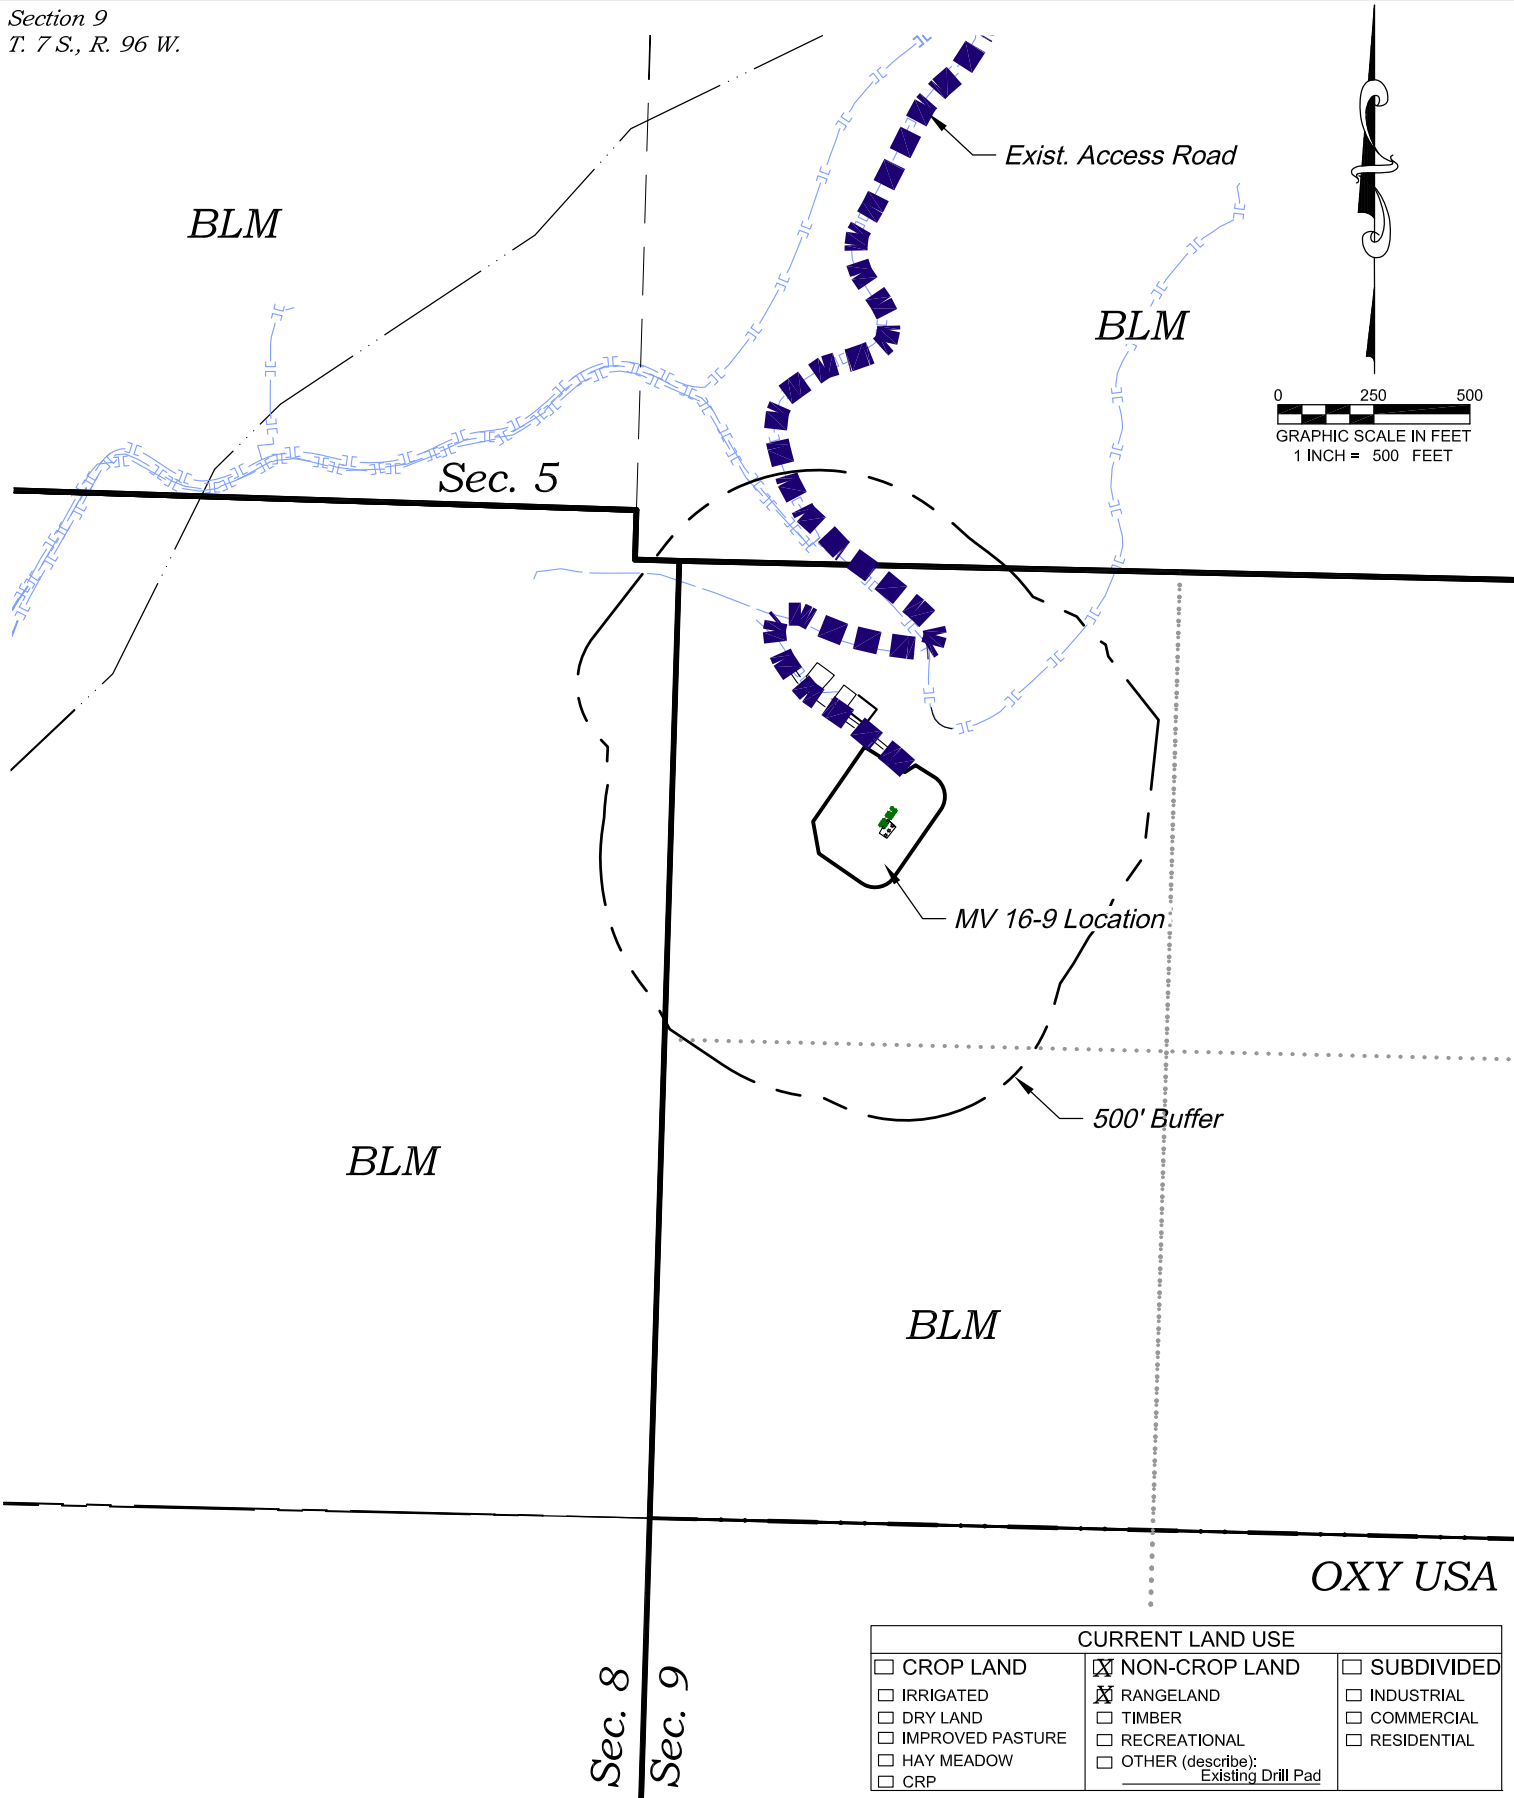 Section 9
T. 7 S., R. 96 W.
Exist. Access Road
BLM
BLM
0 250 500
GRAPHIC SCALE IN FEET
1 INCH = 500 FEET
Sec. 5
MV 16-9 Location
500' Buffer
BLM
BLM
OXY USA
Sec. 8
Sec. 9
CURRENT LAND USE
CROP LAND
IRRIGATED
DRY LAND
IMPROVED PASTURE
HAY MEADOW
CRP
X NON-CROP LAND
X RANGELAND
TIMBER
RECREATIONAL
OTHER (describe):
Existing Drill Pad
SUBDIVIDED
INDUSTRIAL
COMMERCIAL
RESIDENTIAL